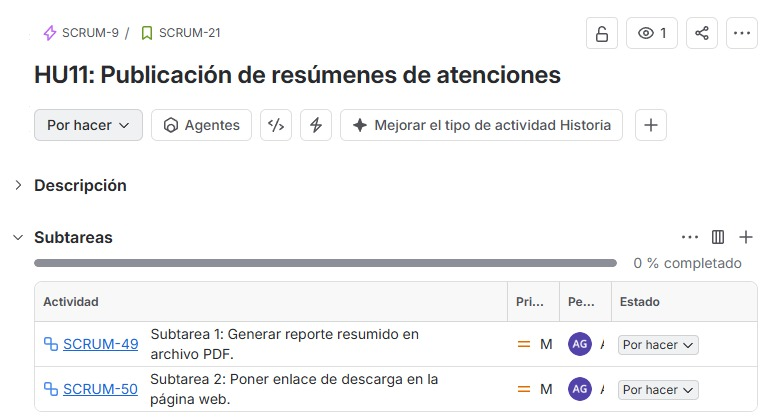 SCRUM-9 / SCRUM-21
1
HU11: Publicación de resúmenes de atenciones
Por hacer Agentes </> Mejorar el tipo de actividad Historia
Descripción
Subtareas
0 % completado
Actividad Pri... Pe... Estado
SCRUM-49 Subtarea 1: Generar reporte resumido en
archivo PDF.
M AG Por hacer
SCRUM-50 Subtarea 2: Poner enlace de descarga en la
página web.
M AG Por hacer